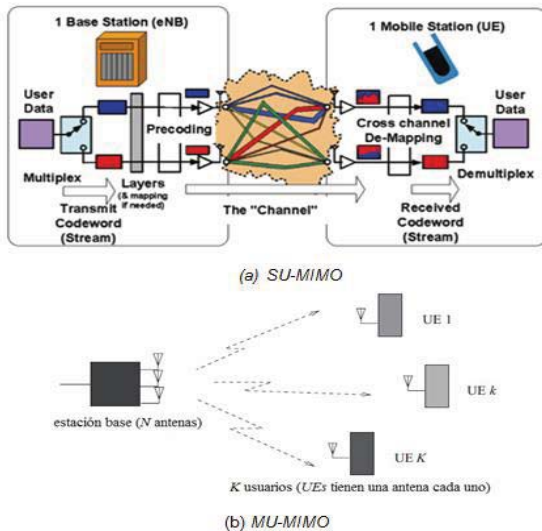 1 Base Station (eNB)
1 Mobile Station (UE)
User
Data
Precoding
Multiplex
Layers
(& mapping
if needed)
Transmit
Codeword
(Stream)
The "Channel"
Cross channel
De-Mapping
User
Data
Demultiplex
Received
Codeword
(Stream)
(a) SU-MIMO
UE 1
UE k
UE K
estación base (N antenas)
K usuarios (UEs tienen una antena cada uno)
(b) MU-MIMO